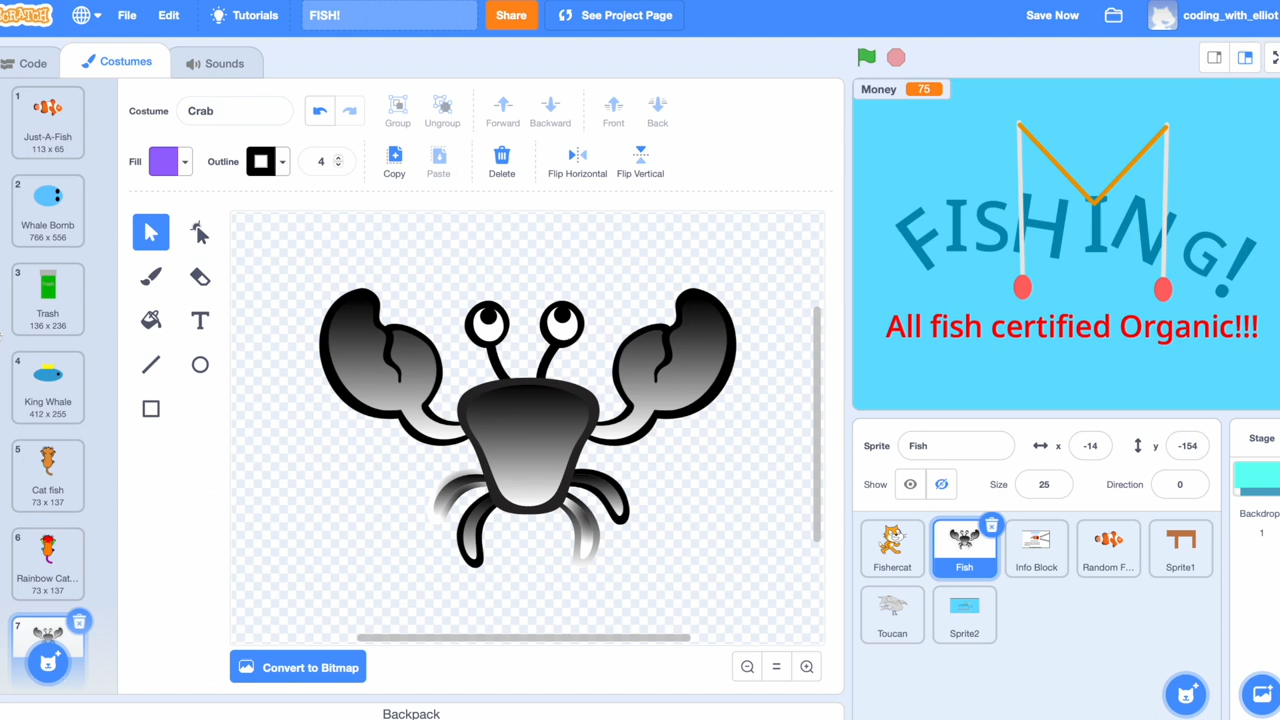 SCRATCH
File
Edit
Tutorials
FISH!
Share
See Project Page
Save Now
coding_with_elliot
Code
Costumes
Sounds
1
Just-A-Fish
113 x 65
2
Whale Bomb
766 x 556
3
Trash
136 x 236
4
King Whale
412 x 255
5
Cat fish
73 x 137
6
Rainbow Cat...
73 x 137
7
Costume
Crab
Group
Ungroup
Forward
Backward
Front
Back
Fill
Outline
4
Copy
Paste
Delete
Flip Horizontal
Flip Vertical
Convert to Bitmap
Backpack
Money 75
FISHING!
All fish certified Organic!!!
Sprite
Fish
x
-14
y
-154
Show
Size
25
Direction
0
Fishercat
Fish
Info Block
Random F...
Sprite1
Toucan
Sprite2
Stage
Backdrop
1